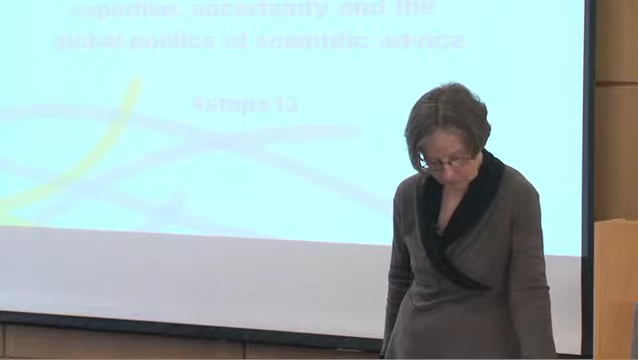 expertise, uncertainty and the
global politics of scientific advice
#steps13